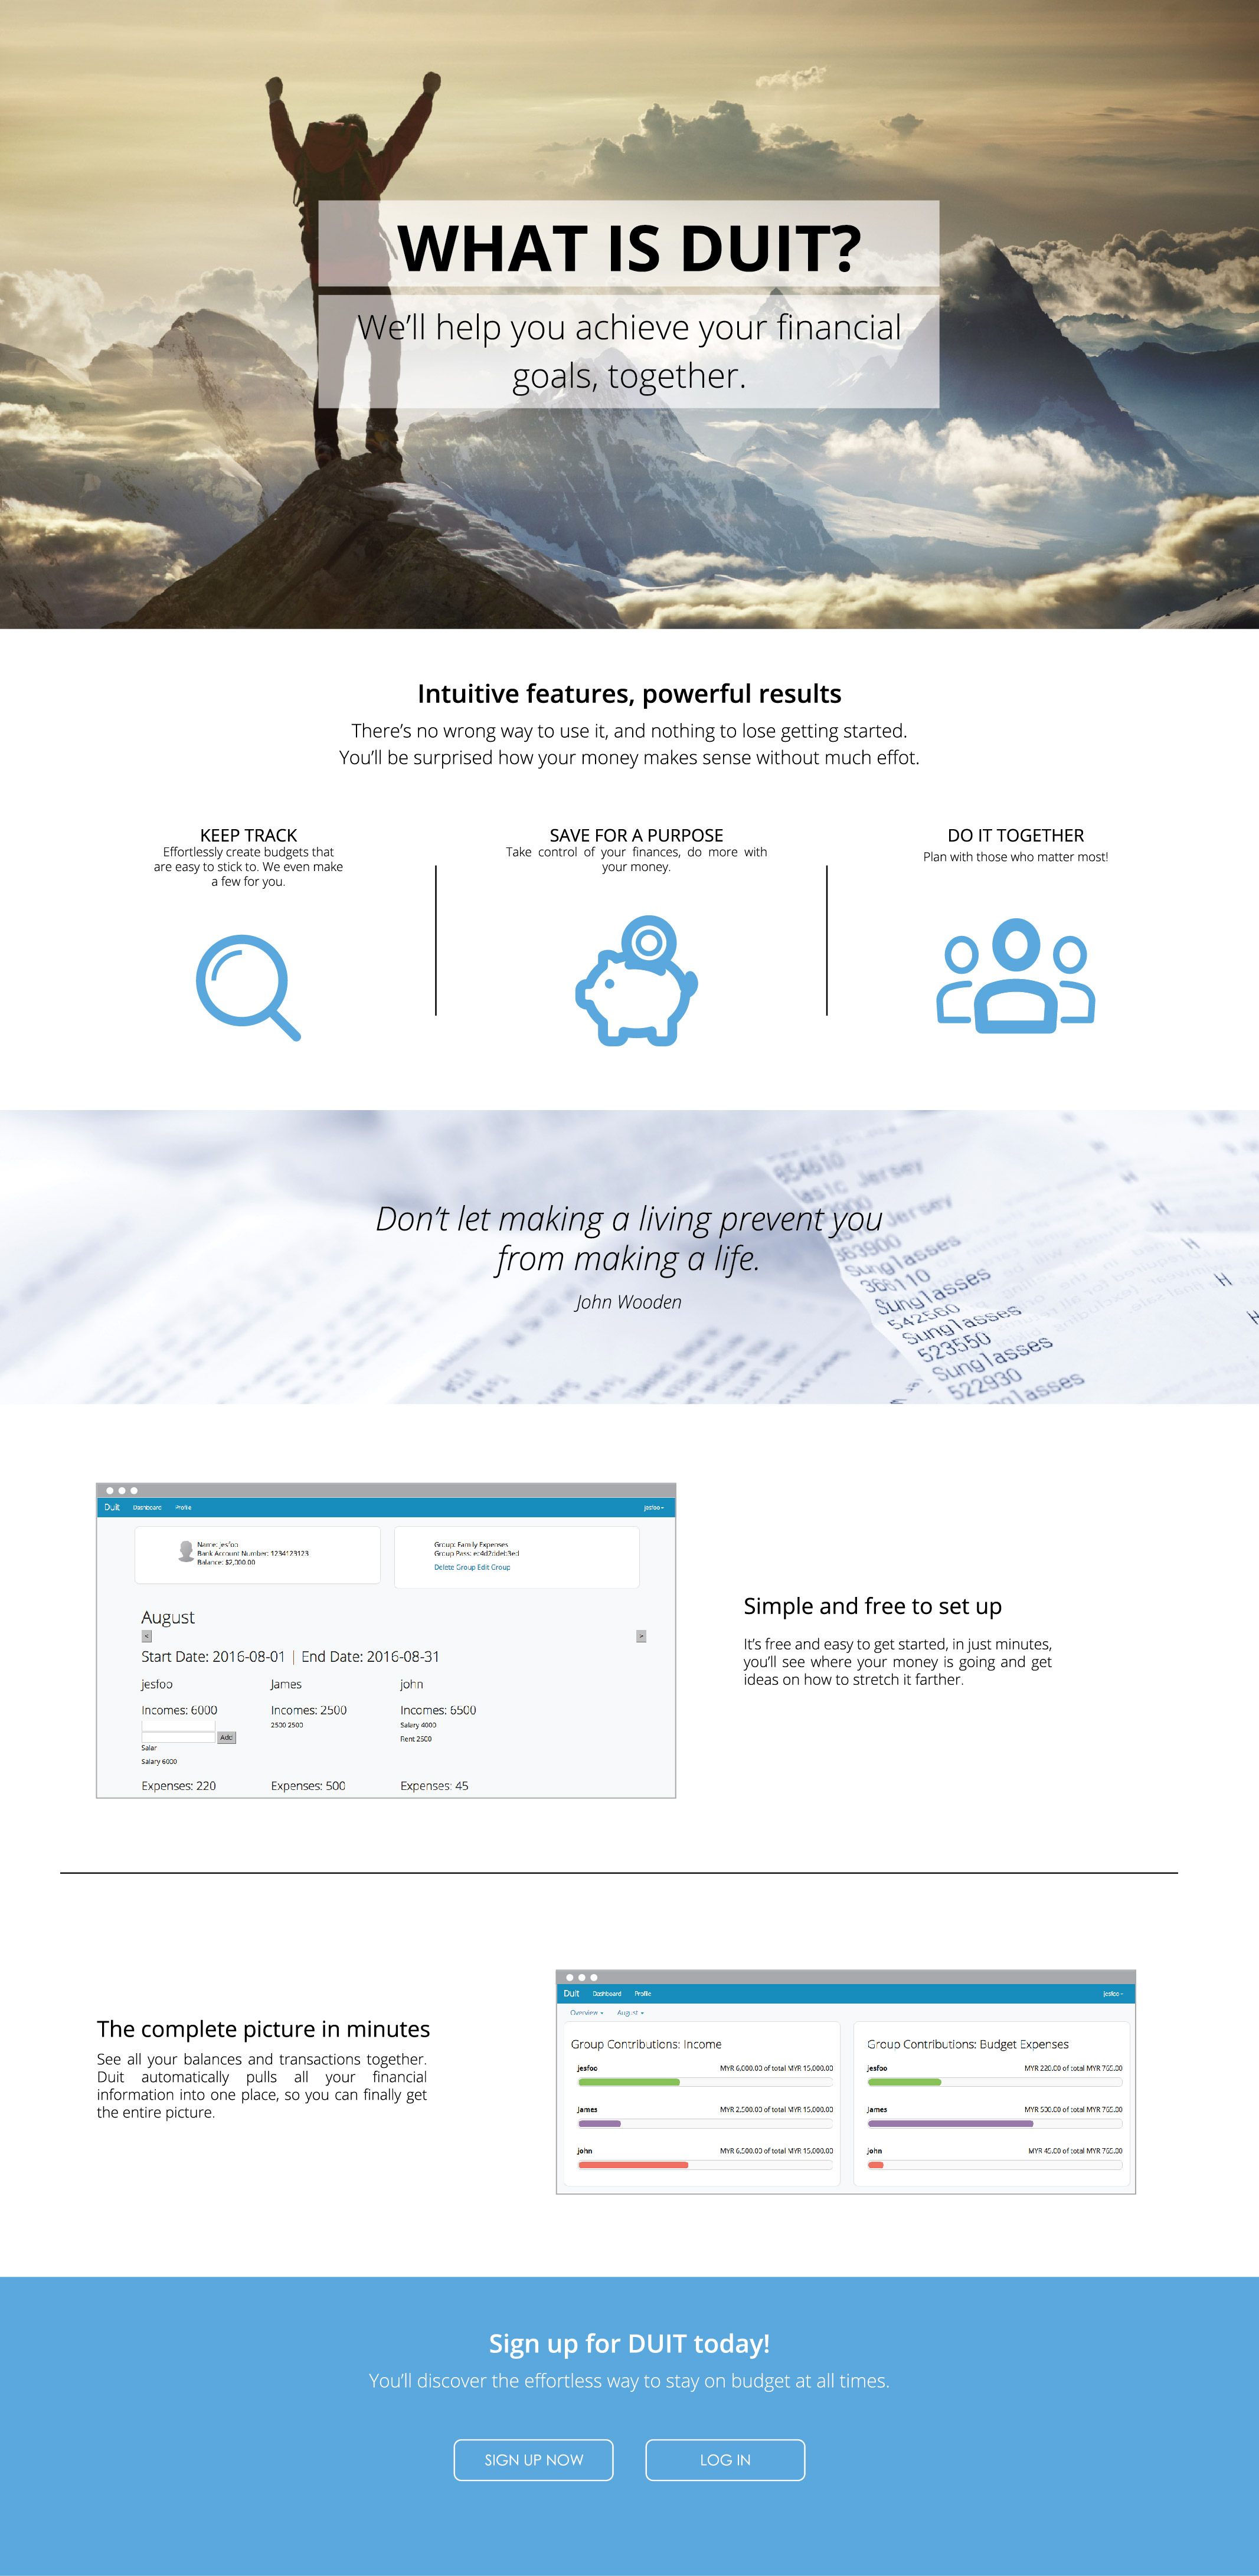 WHAT IS DUIT?
We'll help you achieve your financial
goals, together.
Intuitive features, powerful results
There's no wrong way to use it, and nothing to lose getting started.
You'll be surprised how your money makes sense without much effot.
KEEP TRACK
Effortlessly create budgets that
are easy to stick to. We even make
a few for you.
SAVE FOR A PURPOSE
Take control of your finances, do more with
your money.
DO IT TOGETHER
Plan with those who matter most!
Don't let making a living prevent you
from making a life.
John Wooden
854610
Jersey
Jersey
363900
Sunglasses
366110
Sunglasses
542560
Sunglasses
523550
Sunglasses
522930
Duit Dashboard Profile jesfoo
Name: jesfoo
Bank Account Number: 1234123123
Balance: $2,000.00
Group: Family Expenses
Group Pass:
Delete Group Edit Group
August
< >
Start Date: 2016-08-01 | End Date: 2016-08-31
jesfoo James john
Incomes: 6000 Incomes: 2500 Incomes: 6500
2500 2500 Salary 4000
Add Rent 2500
Salar
Salary 6000
Expenses: 220 Expenses: 500 Expenses: 45
Simple and free to set up
It's free and easy to get started, in just minutes,
you'll see where your money is going and get
ideas on how to stretch it farther.
The complete picture in minutes
See all your balances and transactions together.
Duit automatically pulls all your financial
information into one place, so you can finally get
the entire picture.
Duit Dashboard Profile jesfoo
Overview August
Group Contributions: Income
jesfoo MYR 6,000.00 of total MYR 15,000.00
James MYR 2,500.00 of total MYR 15,000.00
john MYR 6,500.00 of total MYR 15,000.00
Group Contributions: Budget Expenses
jesfoo MYR 220.00 of total MYR 765.00
James MYR 500.00 of total MYR 765.00
john MYR 45.00 of total MYR 765.00
Sign up for DUIT today!
You'll discover the effortless way to stay on budget at all times.
SIGN UP NOW LOG IN